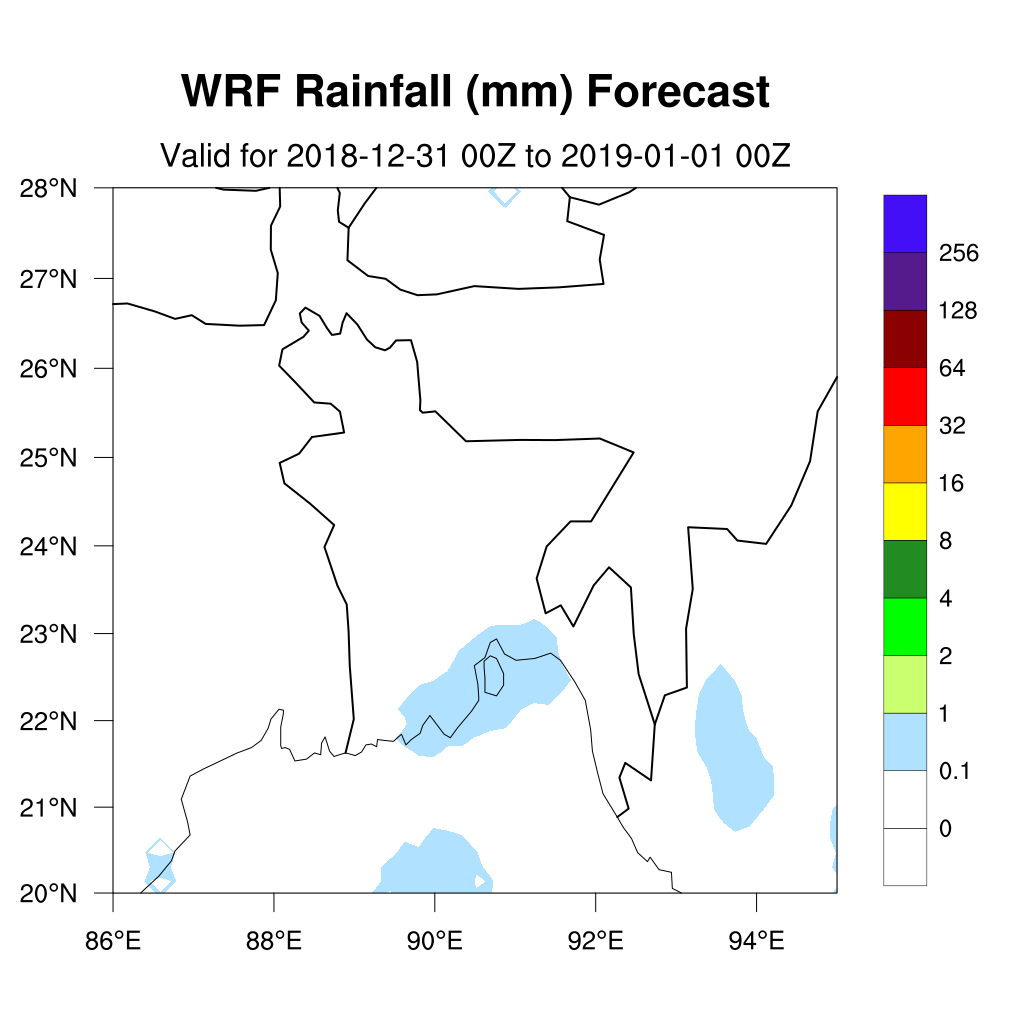 WRF Rainfall (mm) Forecast
Valid for 2018-12-31 00Z to 2019-01-01 00Z
28°N
27°N
26°N
25°N
24°N
23°N
22°N
21°N
20°N
86°E 88°E 90°E 92°E 94°E
256
128
64
32
16
8
4
2
1
0.1
0